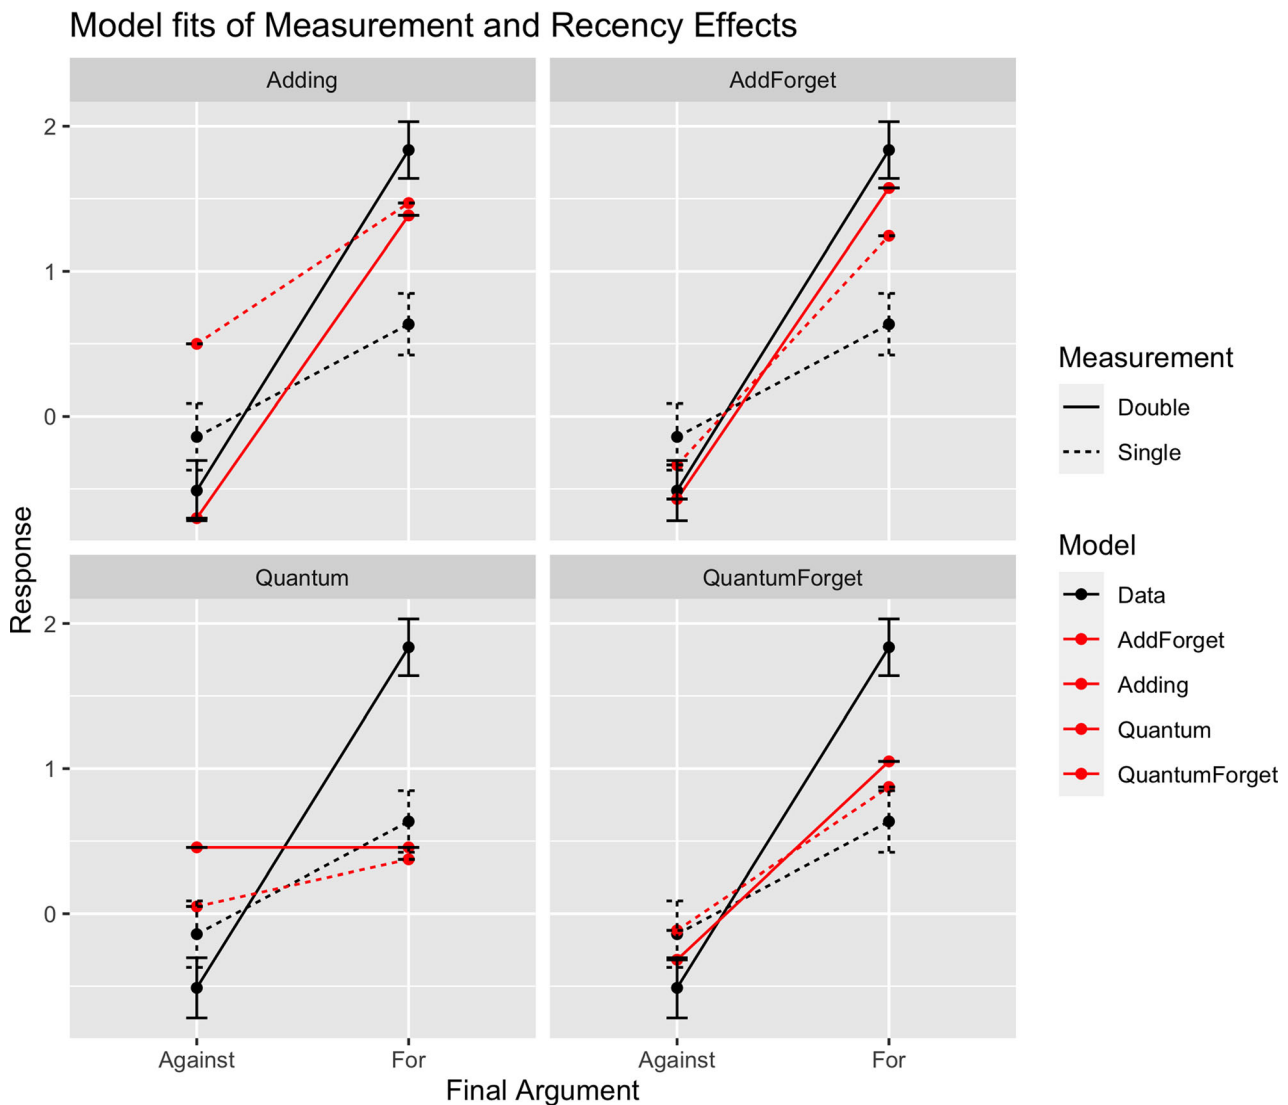 Model fits of Measurement and Recency Effects
Adding
AddForget
2
1
0
Quantum
QuantumForget
2
1
0
Against
For
Against
For
Final Argument
Response
Measurement
Double
Single
Model
Data
AddForget
Adding
Quantum
QuantumForget